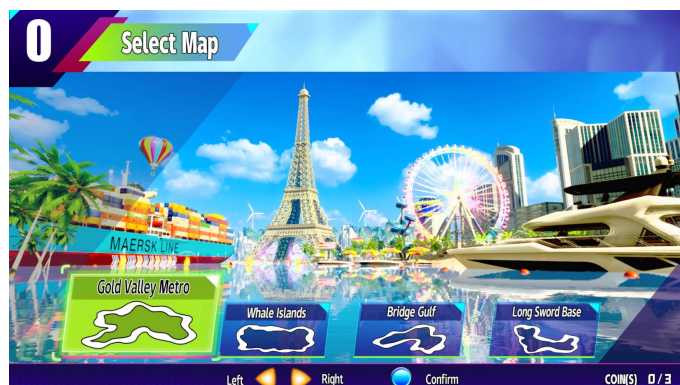 0
Select Map
MAERSK LINE
Gold Valley Metro
Whale Islands
Bridge Gulf
Long Sword Base
Left
Right
Confirm
COIN(S) 0/3